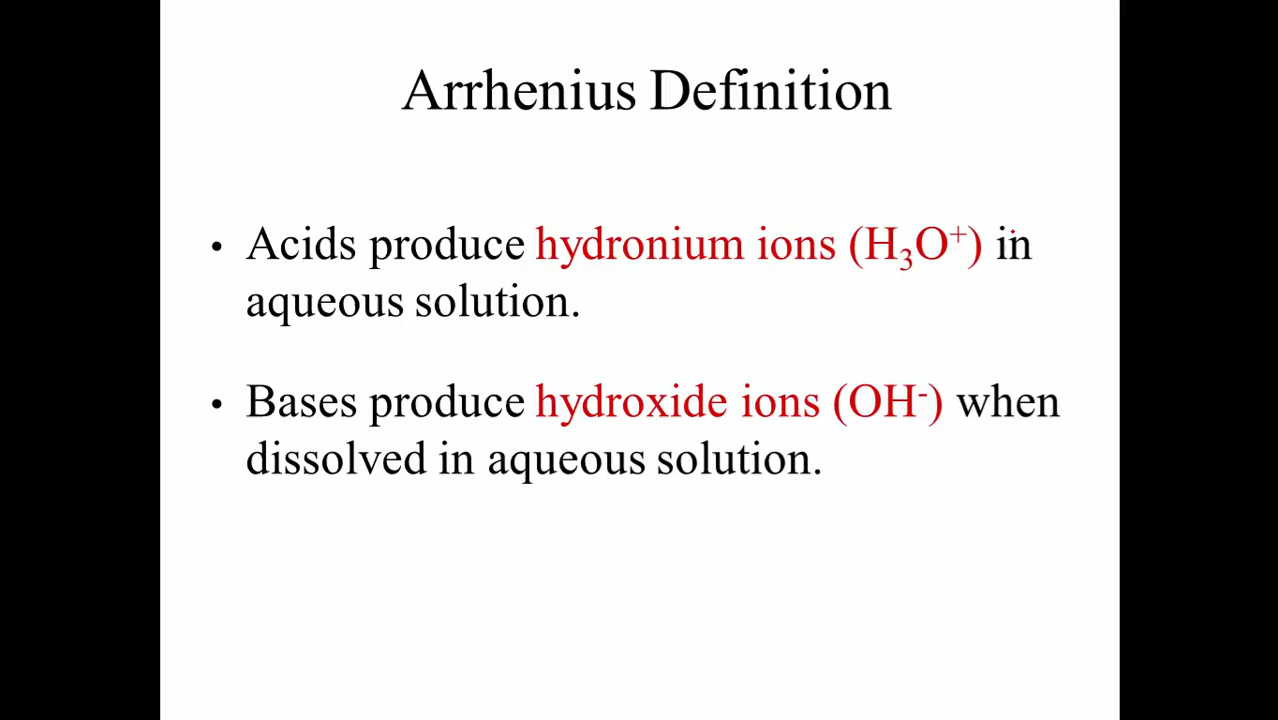 Arrhenius Definition
• Acids produce hydronium ions (H₃O⁺) in
aqueous solution.
• Bases produce hydroxide ions (OH⁻) when
dissolved in aqueous solution.